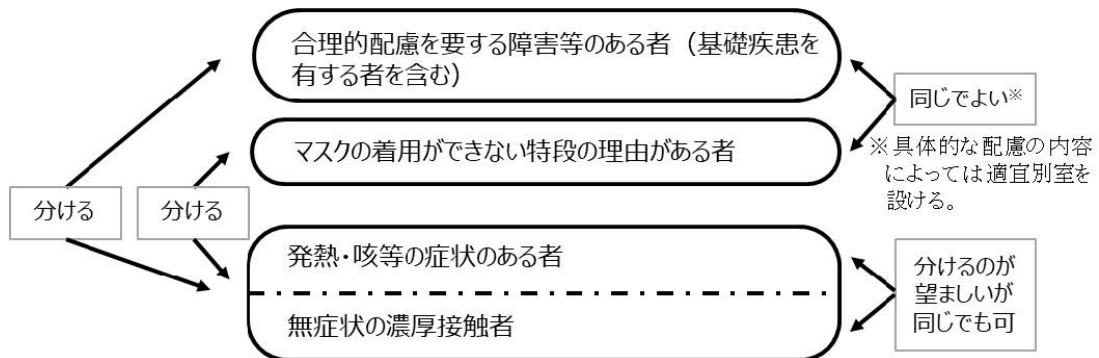 合理的配慮を要する障害等のある者（基礎疾患を
有する者を含む）
同じでよい※
マスクの着用ができない特段の理由がある者
※具体的な配慮の内容
によっては適宜別室を
設ける。
分ける
分ける
発熱・咳等の症状のある者
無症状の濃厚接触者
分けるのが
望ましいが
同じでも可